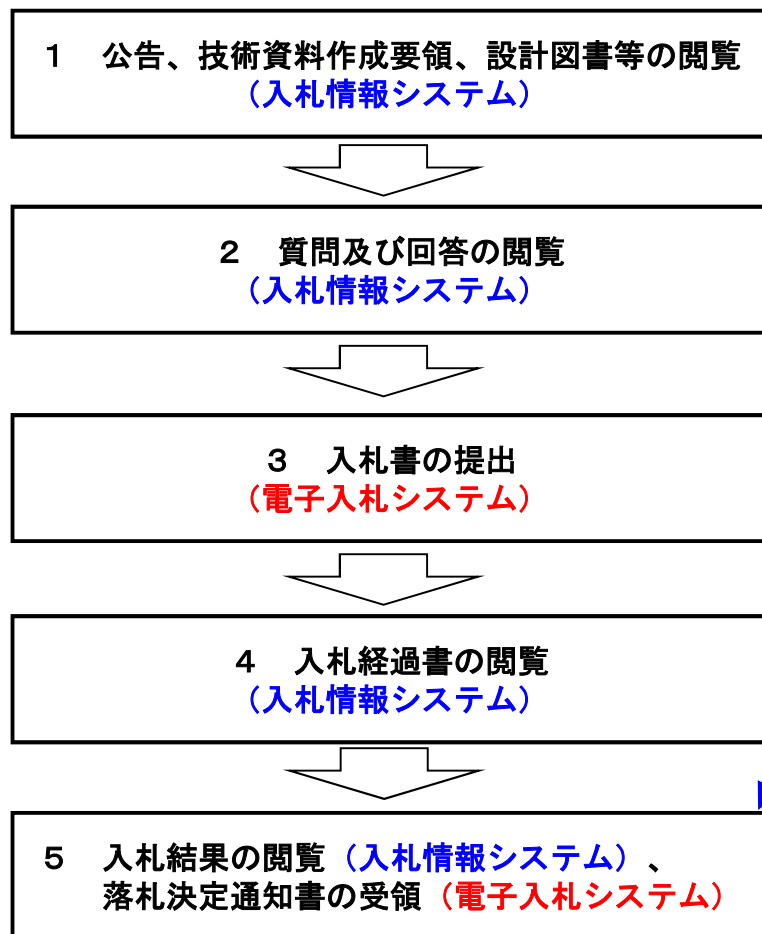 １　公告、技術資料作成要領、設計図書等の閲覧
（入札情報システム）
２　質問及び回答の閲覧
（入札情報システム）
３　入札書の提出
（電子入札システム）
４　入札経過書の閲覧
（入札情報システム）
５　入札結果の閲覧（入札情報システム）、
落札決定通知書の受領（電子入札システム）